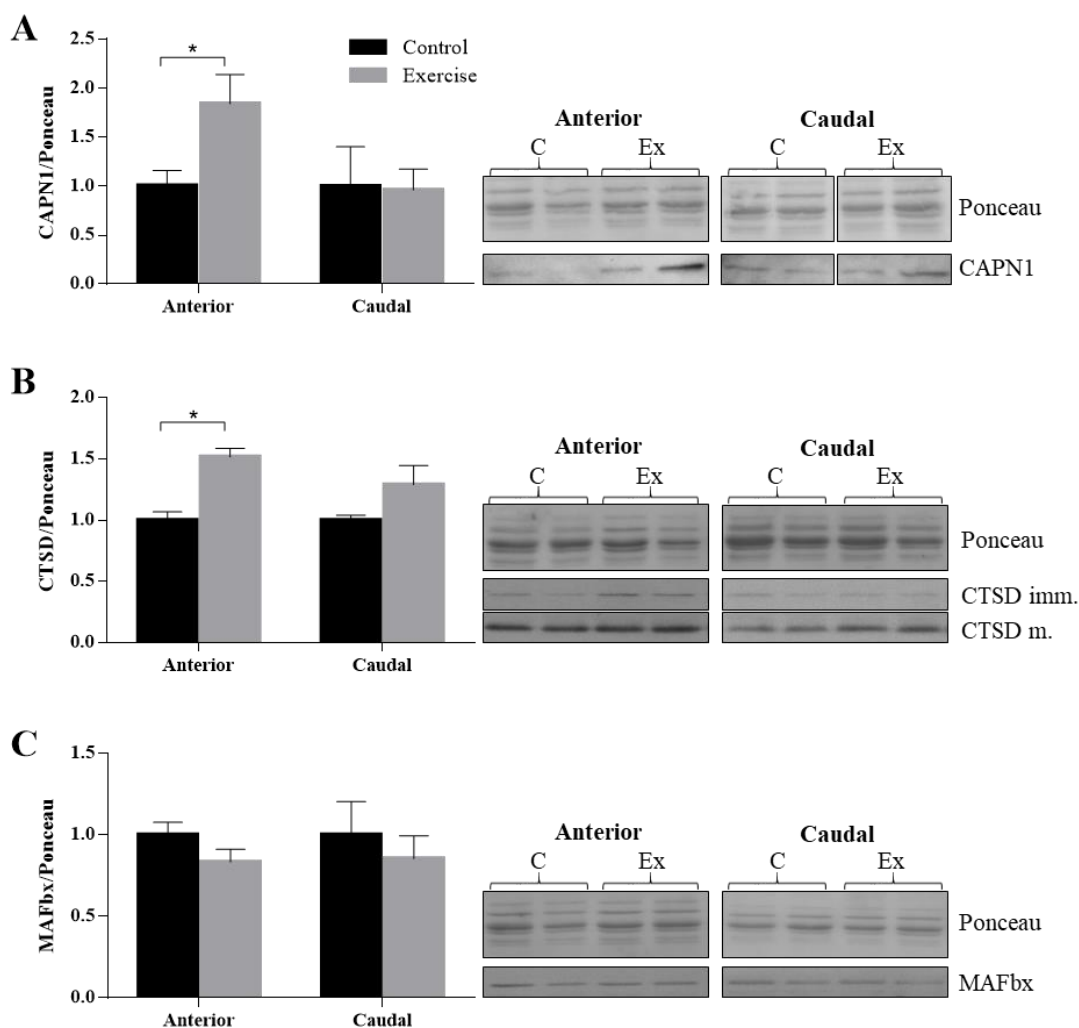 A
CAPN1/Ponceau
2.5
2.0
1.5
1.0
0.5
0.0
*
Control
Exercise
Anterior
Caudal
Anterior
Caudal
C
Ex
C
Ex
Ponceau
CAPN1
B
CTSD/Ponceau
2.0
1.5
1.0
0.5
0.0
*
Anterior
Caudal
Anterior
Caudal
C
Ex
C
Ex
Ponceau
CTSD imm.
CTSD m.
C
MAFbx/Ponceau
1.5
1.0
0.5
0.0
Anterior
Caudal
Anterior
Caudal
C
Ex
C
Ex
Ponceau
MAFbx